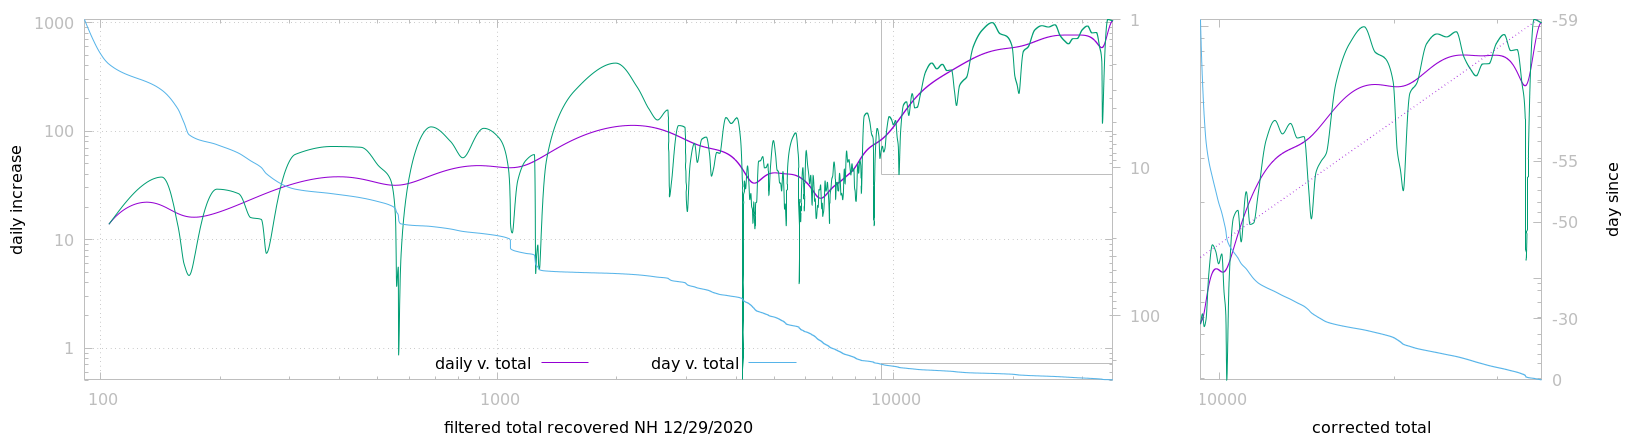 1000
100
10
1
daily increase
100
1000
10000
filtered total recovered NH 12/29/2020
daily v. total
day v. total
1
10
100
-59
-55
-50
-30
0
day since
10000
corrected total